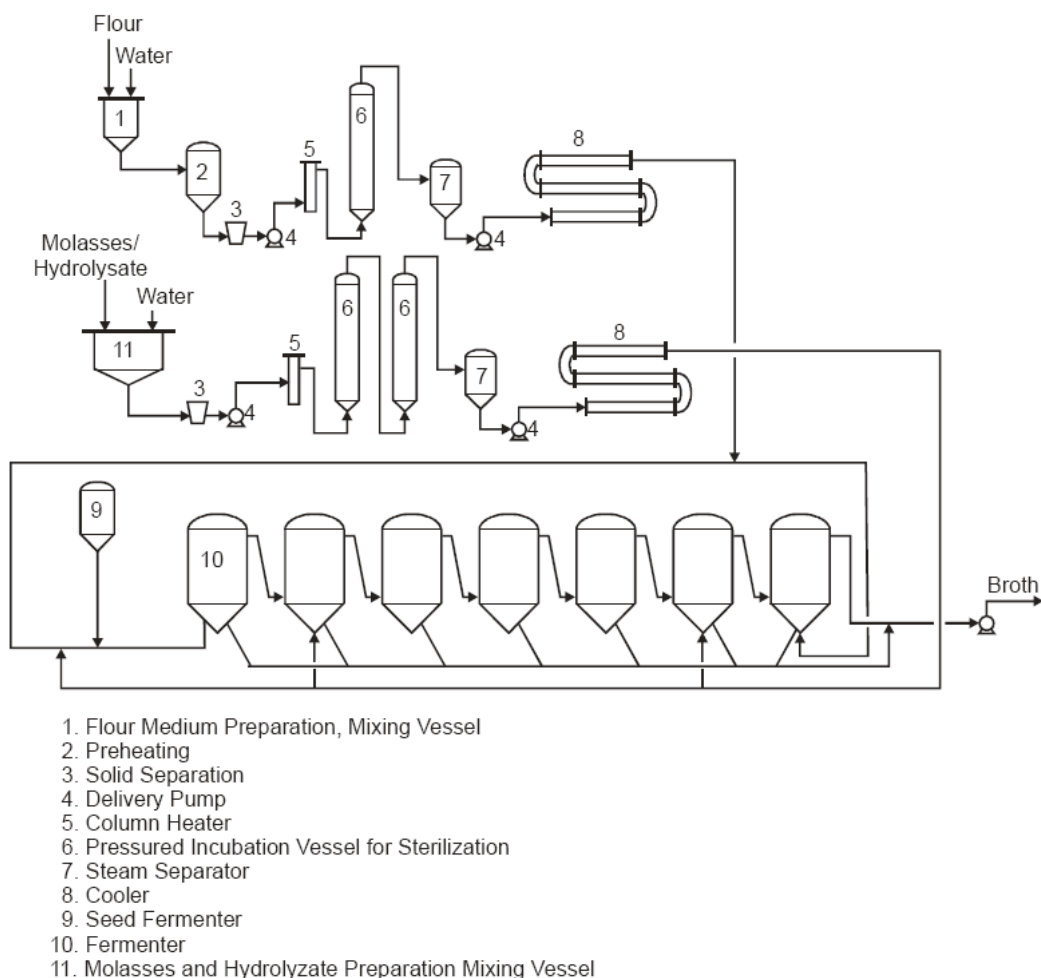 Flour
Water
1
6
8
5
2
7
3
4
4
Molasses/
Hydrolysate
Water
6
6
8
5
11
7
3
4
4
9
10
Broth
1. Flour Medium Preparation, Mixing Vessel
2. Preheating
3. Solid Separation
4. Delivery Pump
5. Column Heater
6. Pressured Incubation Vessel for Sterilization
7. Steam Separator
8. Cooler
9. Seed Fermenter
10. Fermenter
11. Molasses and Hydrolyzate Preparation Mixing Vessel